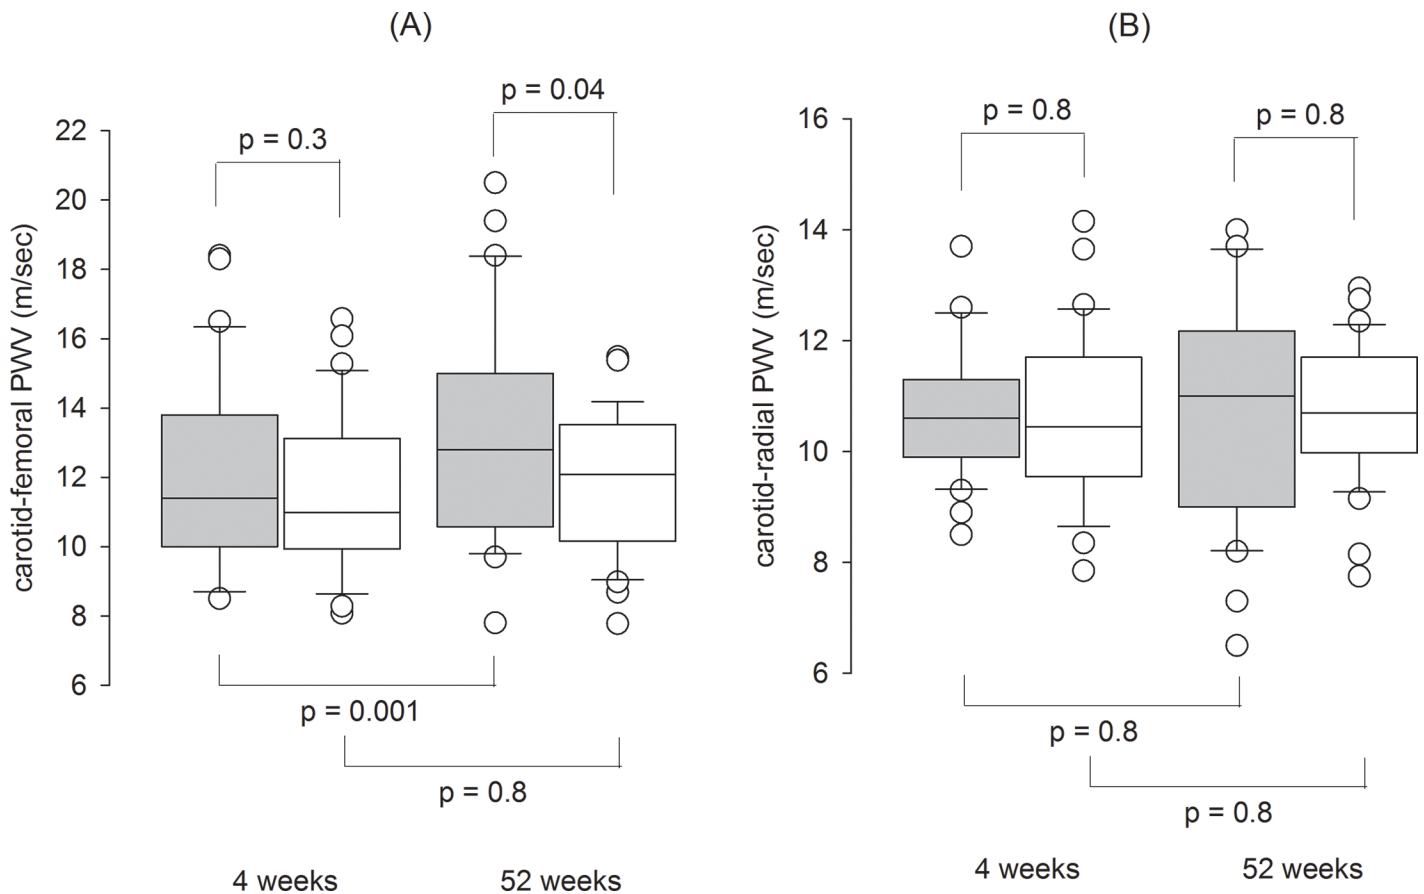 (A)
(B)
p = 0.04
p = 0.3
p = 0.8
p = 0.8
22
20
18
16
14
12
10
8
6
carotid-femoral PWV (m/sec)
16
14
12
10
8
6
carotid-radial PWV (m/sec)
p = 0.001
p = 0.8
p = 0.8
p = 0.8
4 weeks
52 weeks
4 weeks
52 weeks